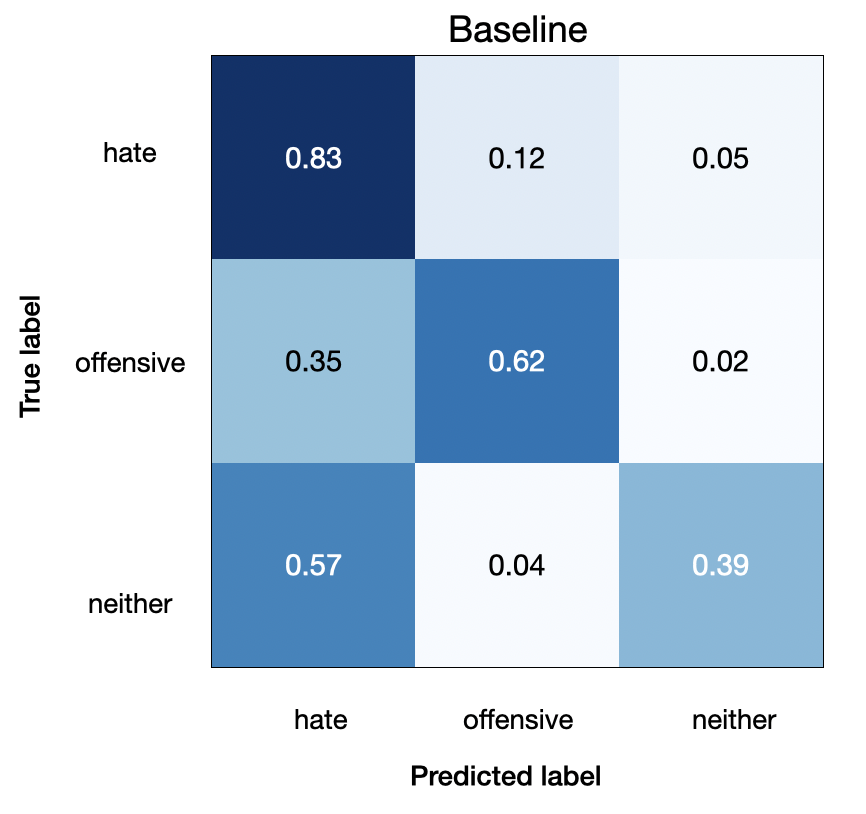 Baseline
hate 0.83 0.12 0.05
True label
offensive 0.35 0.62 0.02
neither 0.57 0.04 0.39
hate offensive neither
Predicted label